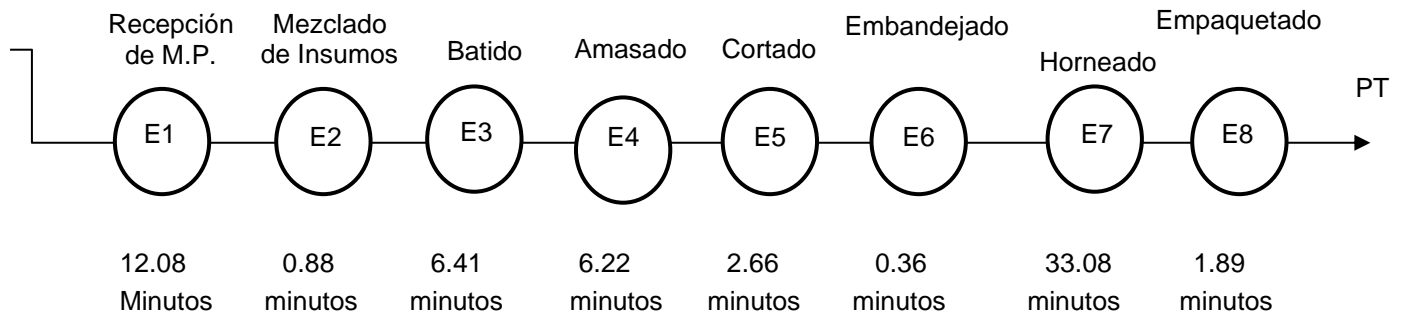 Recepción
de M.P.
Mezclado
de Insumos
Batido
Amasado
Cortado
Embandejado
Horneado
Empaquetado
PT
E1
E2
E3
E4
E5
E6
E7
E8
12.08
Minutos
0.88
minutos
6.41
minutos
6.22
minutos
2.66
minutos
0.36
minutos
33.08
minutos
1.89
minutos